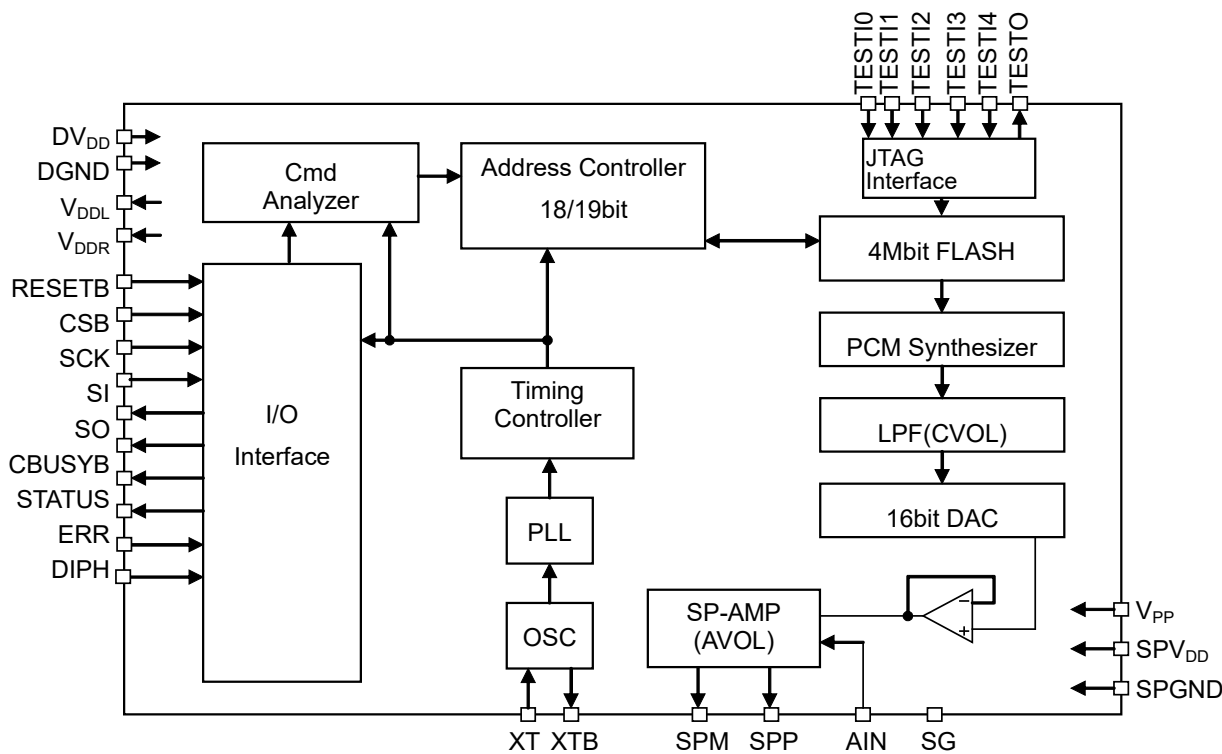 TESTI0
TESTI1
TESTI2
TESTI3
TESTI4
TESTO
DVDD
DGND
VDDL
VDDR
RESETB
CSB
SCK
SI
SO
CBUSYB
STATUS
ERR
DIPH
Cmd
Analyzer
Address Controller
18/19bit
JTAG
Interface
4Mbit FLASH
PCM Synthesizer
LPF(CVOL)
16bit DAC
I/O
Interface
Timing
Controller
PLL
OSC
SP-AMP
(AVOL)
−
+
VPP
SPVDD
SPGND
XT
XTB
SPM
SPP
AIN
SG